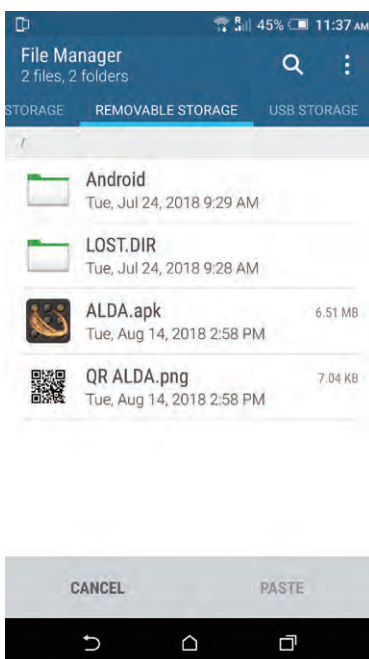 45% 11:37 AM
File Manager
2 files, 2 folders
STORAGE REMOVABLE STORAGE USB STORAGE
/
Android
Tue, Jul 24, 2018 9:29 AM
LOST.DIR
Tue, Jul 24, 2018 9:28 AM
ALDA.apk 6.51 MB
Tue, Aug 14, 2018 2:58 PM
QR ALDA.png 7.04 KB
Tue, Aug 14, 2018 2:58 PM
CANCEL PASTE